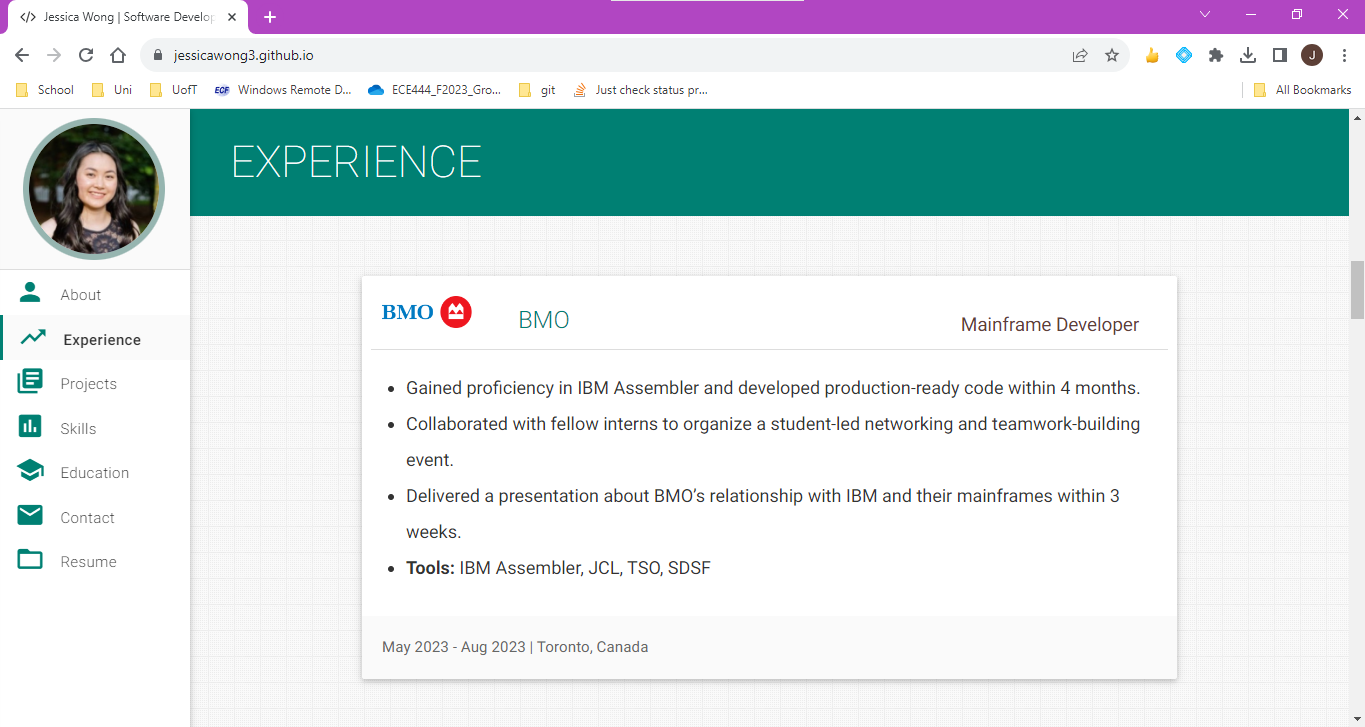 Jessica Wong | Software Develop
jessicawong3.github.io
J
School
Uni
UofT
ECF Windows Remote D...
ECE444_F2023_Gro...
git
Just check status pr...
All Bookmarks
About
Experience
Projects
Skills
Education
Contact
Resume
EXPERIENCE
BMO
BMO
Mainframe Developer
• Gained proficiency in IBM Assembler and developed production-ready code within 4 months.
• Collaborated with fellow interns to organize a student-led networking and teamwork-building
event.
• Delivered a presentation about BMO’s relationship with IBM and their mainframes within 3
weeks.
• Tools: IBM Assembler, JCL, TSO, SDSF
May 2023 - Aug 2023 | Toronto, Canada